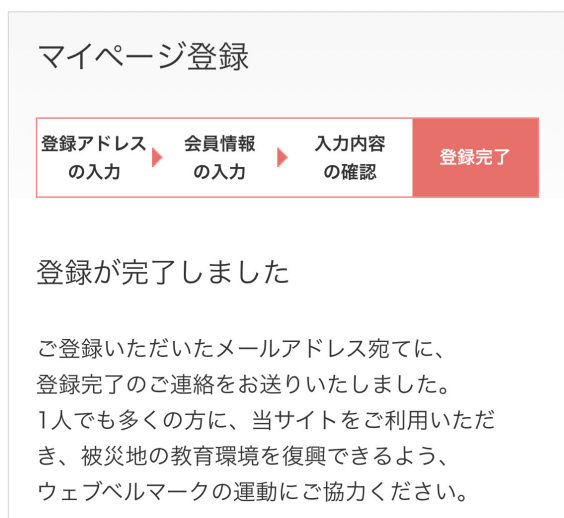 マイページ登録
登録アドレス
の入力
会員情報
の入力
入力内容
の確認
登録完了
登録が完了しました
ご登録いただいたメールアドレス宛てに、
登録完了のご連絡をお送りいたしました。
1人でも多くの方に、当サイトをご利用いただ
き、被災地の教育環境を復興できるよう、
ウェブベルマークの運動にご協力ください。